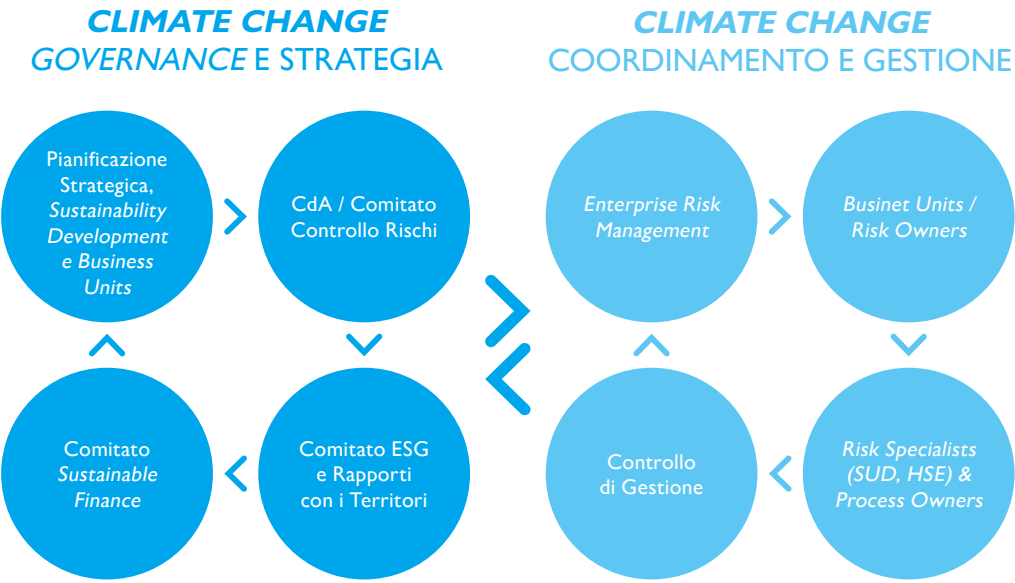 CLIMATE CHANGE
GOVERNANCE E STRATEGIA
Pianificazione
Strategica,
Sustainability
Development
e Business
Units
CdA / Comitato
Controllo Rischi
Comitato
Sustainable
Finance
Comitato ESG
e Rapporti
con i Territori
CLIMATE CHANGE
COORDINAMENTO E GESTIONE
Enterprise Risk
Management
Businet Units /
Risk Owners
Controllo
di Gestione
Risk Specialists
(SUD, HSE) &
Process Owners